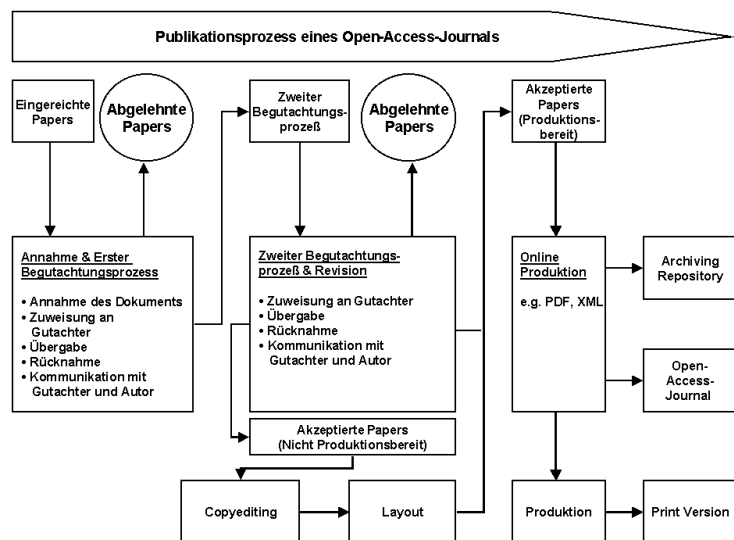 Publikationsprozess eines Open-Access-Journals
Eingereichte
Papers
Abgelehnte
Papers
Zweiter
Begutachtungs-
prozeß
Abgelehnte
Papers
Akzeptierte
Papers
(Produktions-
bereit)
Annahme & Erster
Begutachtungsprozess
• Annahme des Dokuments
• Zuweisung an
Gutachter
• Übergabe
• Rücknahme
• Kommunikation mit
Gutachter und Autor
Zweiter Begutachtungs-
prozeß & Revision
• Zuweisung an Gutachter
• Übergabe
• Rücknahme
• Kommunikation mit
Gutachter und Autor
Online
Produktion
e.g. PDF, XML
Archiving
Repository
Open-
Access-
Journal
Akzeptierte Papers
(Nicht Produktionsbereit)
Copyediting
Layout
Produktion
Print Version